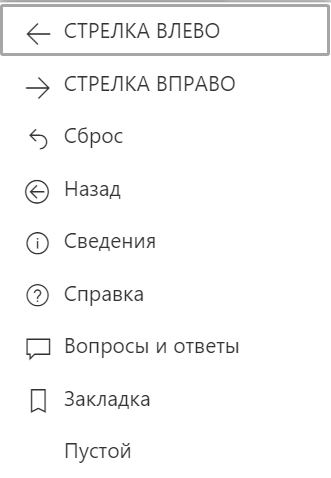 СТРЕЛКА ВЛЕВО
СТРЕЛКА ВПРАВО
Сброс
Назад
Сведения
Справка
Вопросы и ответы
Закладка
Пустой